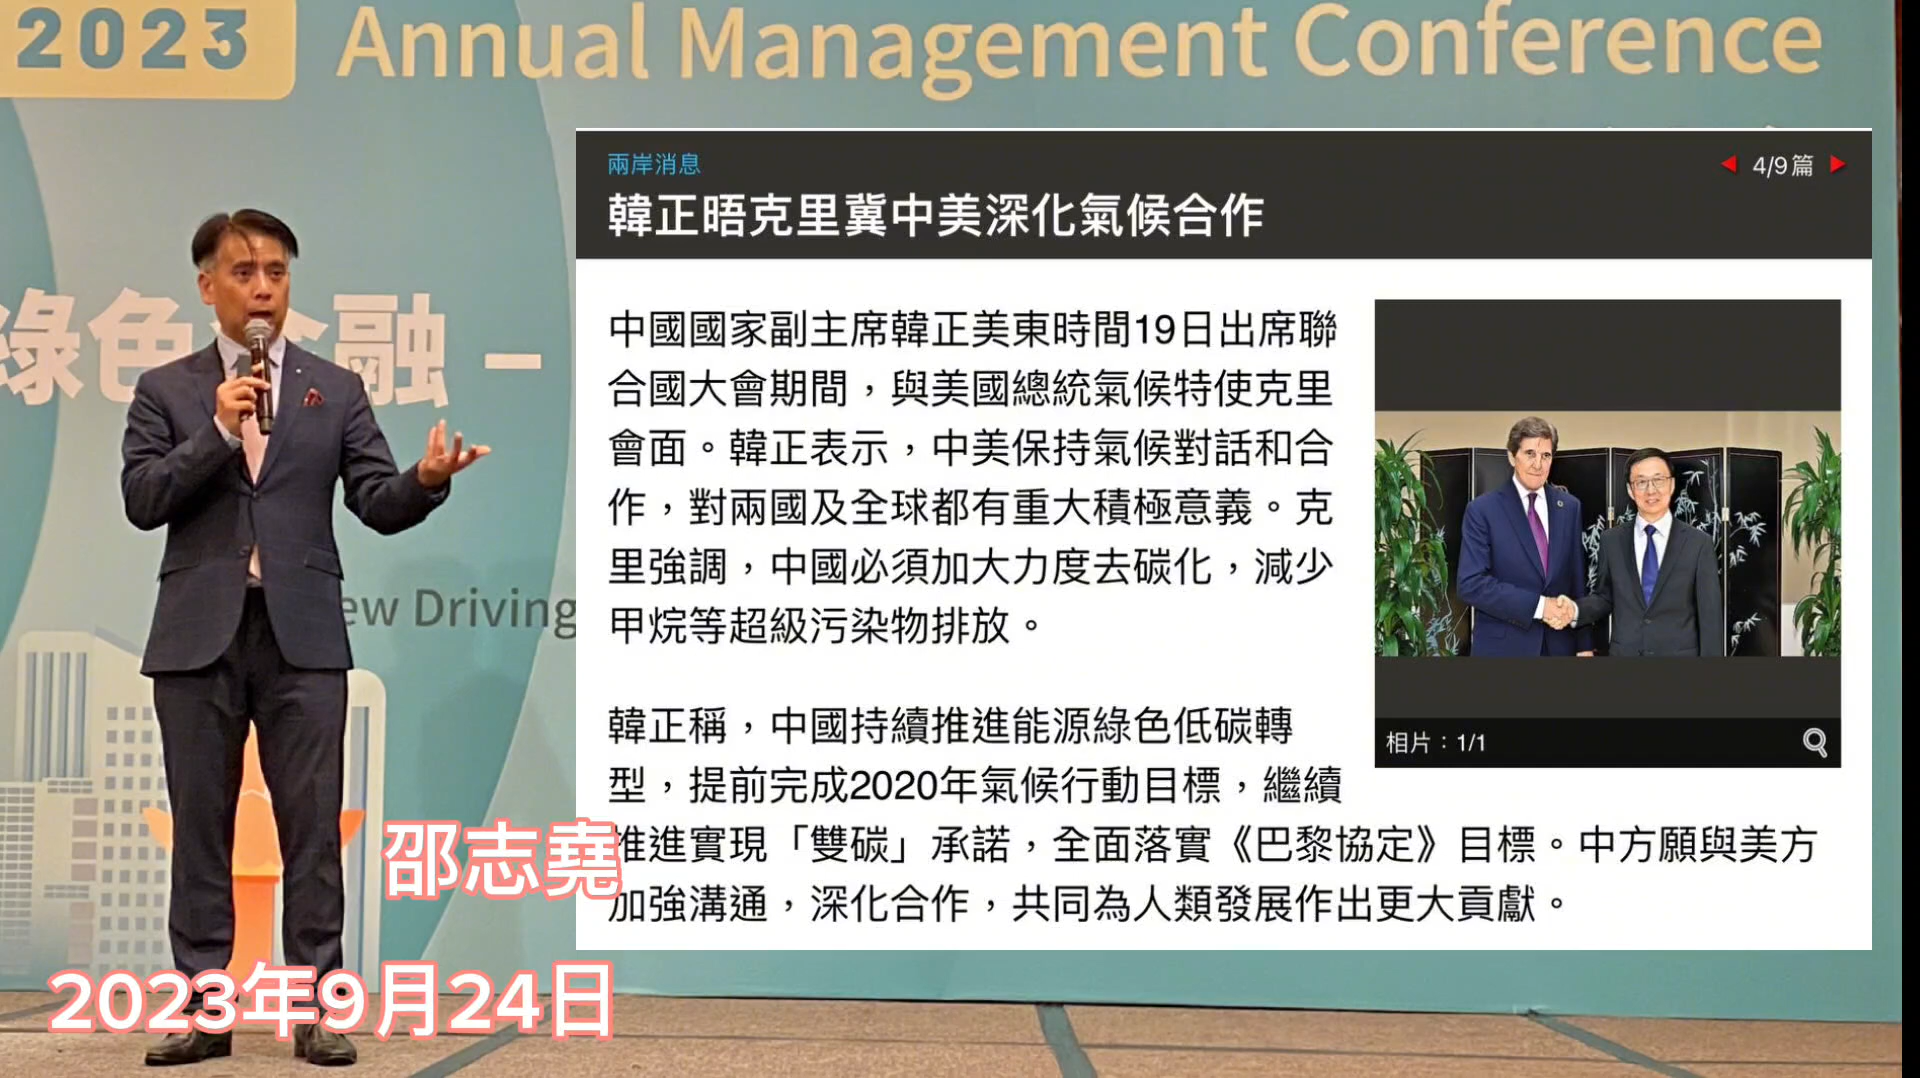 2023 Annual Management Conference
綠色金融 –
ew Driving
兩岸消息
4/9篇
韓正晤克里冀中美深化氣候合作
中國國家副主席韓正美東時間19日出席聯
合國大會期間，與美國總統氣候特使克里
會面。韓正表示，中美保持氣候對話和合
作，對兩國及全球都有重大積極意義。克
里強調，中國必須加大力度去碳化，減少
甲烷等超級污染物排放。
相片：1/1
韓正稱，中國持續推進能源綠色低碳轉
型，提前完成2020年氣候行動目標，繼續
推進實現「雙碳」承諾，全面落實《巴黎協定》目標。中方願與美方
加強溝通，深化合作，共同為人類發展作出更大貢獻。
邵志堯
2023年9月24日